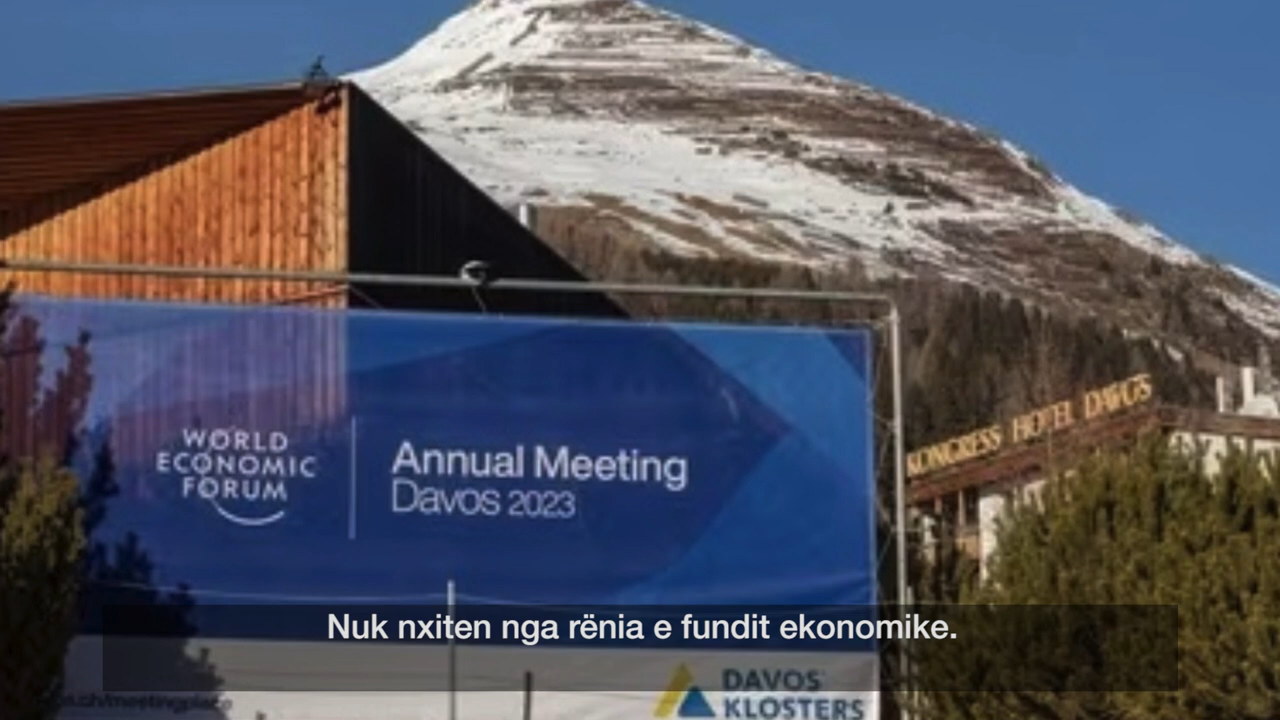 KONGRESS HOTEL DAVOS
WORLD
ECONOMIC
FORUM
Annual Meeting
Davos 2023
Nuk nxiten nga rënia e fundit ekonomike.
DAVOS
KLOSTERS